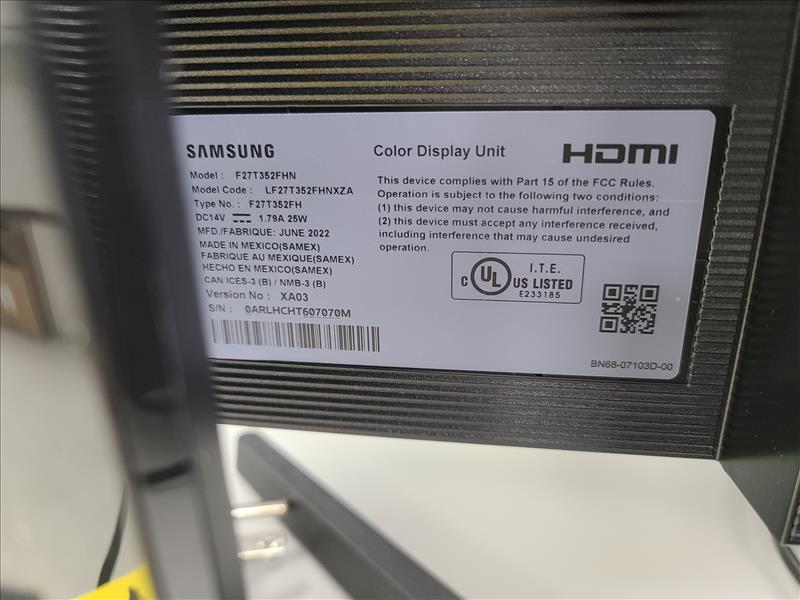 SAMSUNG
Color Display Unit
HDMI
Model : F27T352FHN
Model Code : LF27T352FHNXZA
Type No. : F27T352FH
DC14V 1.79A 25W
MFD./FABRIQUE: JUNE 2022
MADE IN MEXICO(SAMEX)
FABRIQUE AU MEXIQUE(SAMEX)
HECHO EN MEXICO(SAMEX)
CAN ICES-3 (B) / NMB-3 (B)
Version No : XA03
S/N : 0ARLHCHT607070M
This device complies with Part 15 of the FCC Rules.
Operation is subject to the following two conditions:
(1) this device may not cause harmful interference, and
(2) this device must accept any interference received,
including interference that may cause undesired
operation.
C UL US LISTED
I.T.E.
E233185
BN68-07103D-00